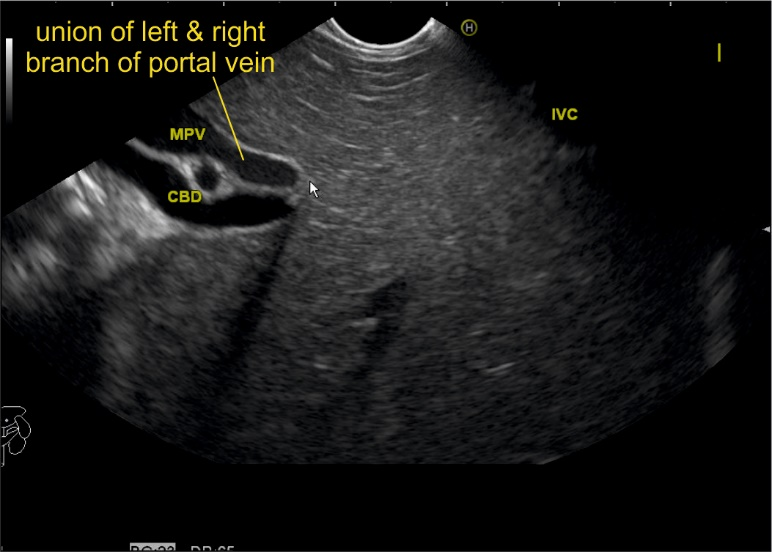 union of left & right
branch of portal vein
H
I
IVC
MPV
CBD